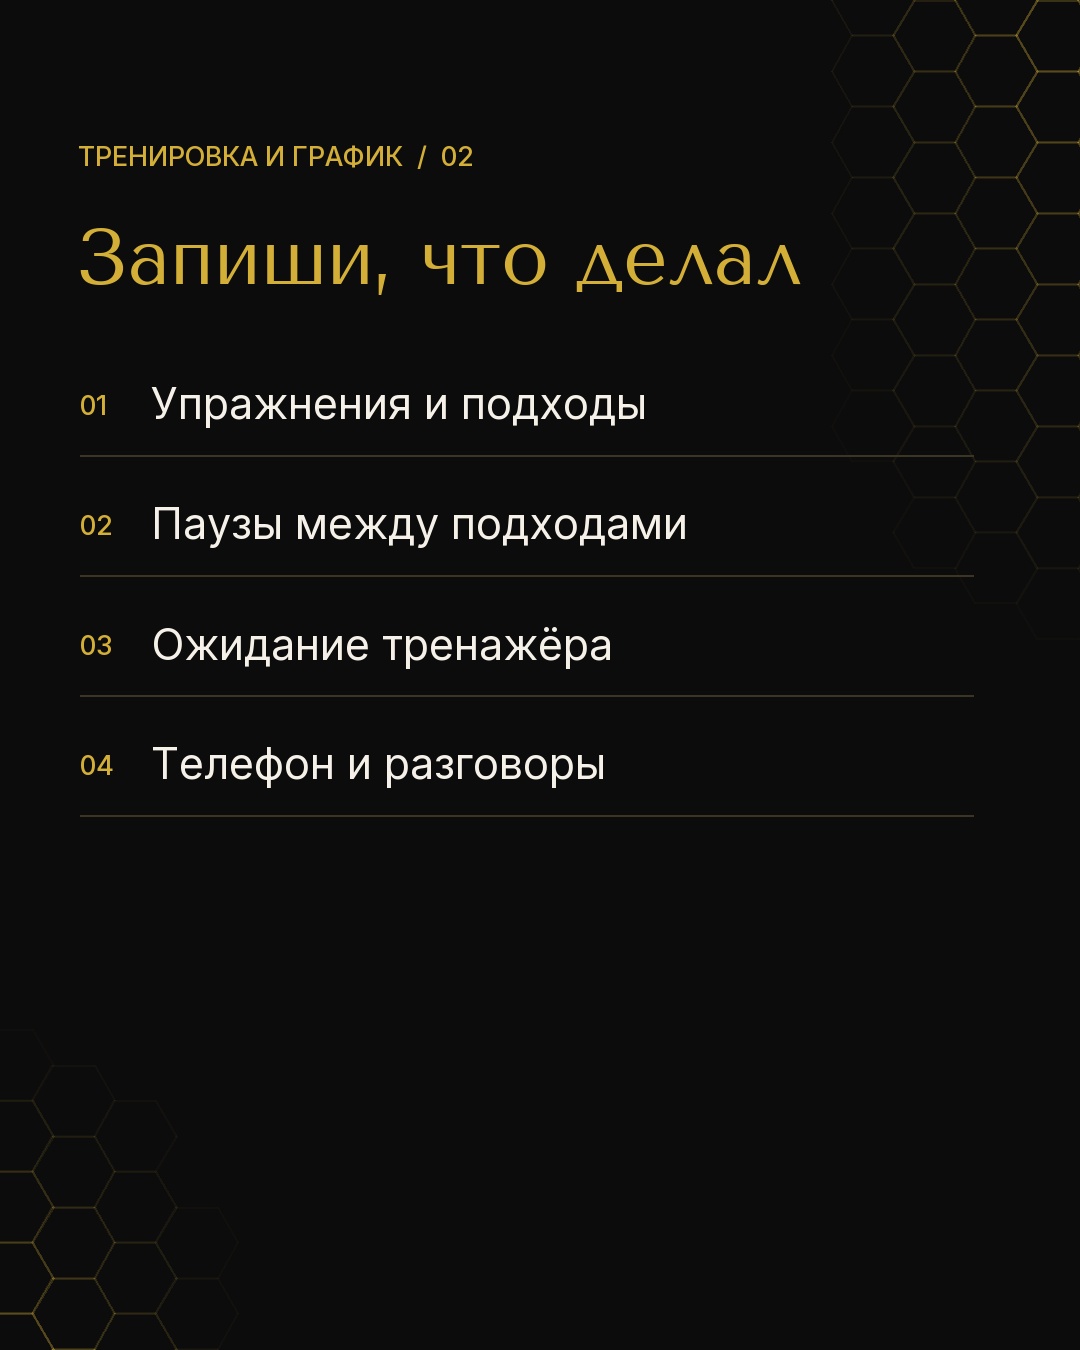 ТРЕНИРОВКА И ГРАФИК / 02
Запиши, что делал
01 Упражнения и подходы
02 Паузы между подходами
03 Ожидание тренажёра
04 Телефон и разговоры